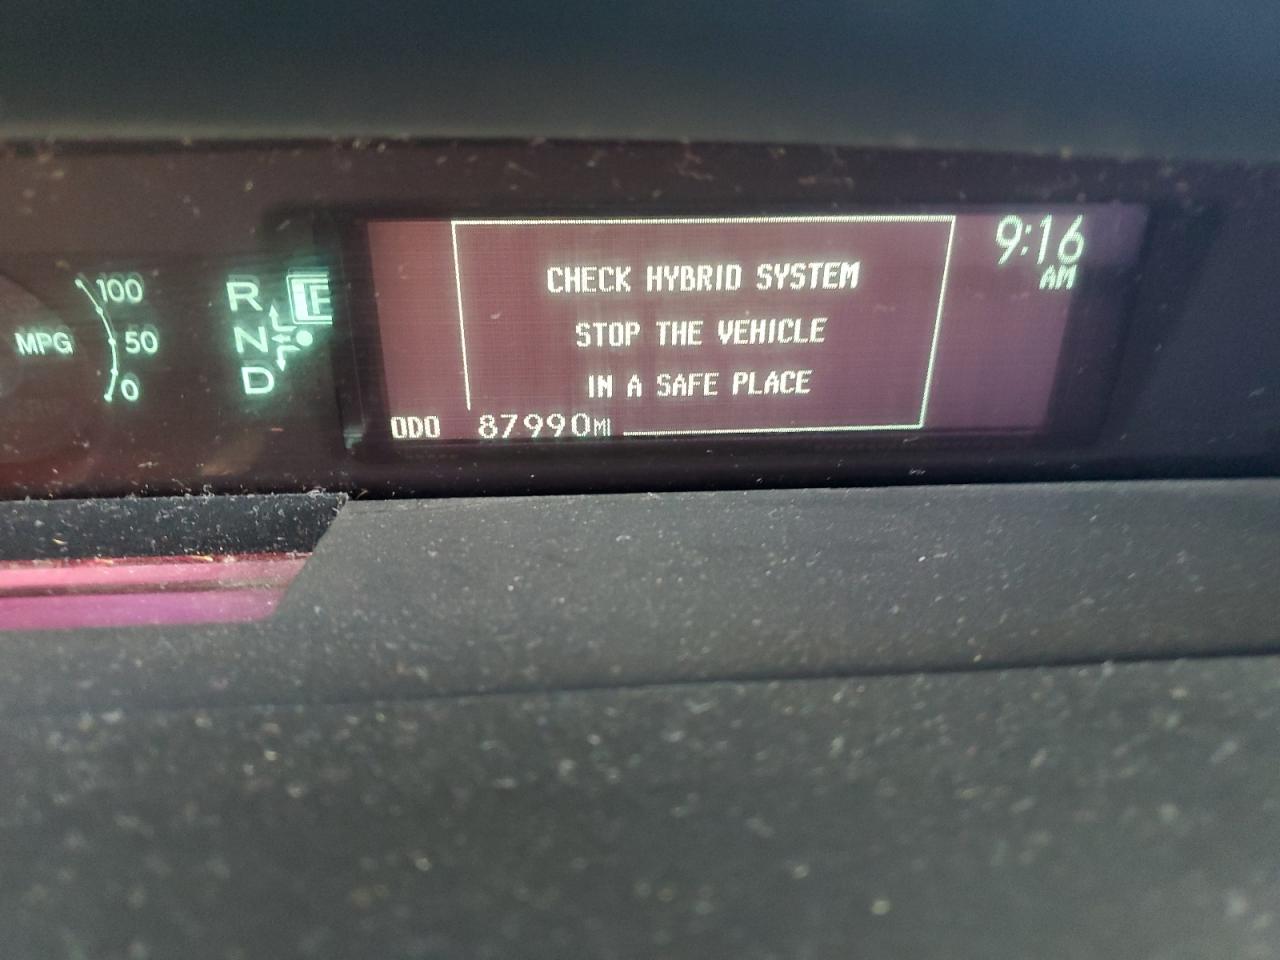 MPG
100
50
0
R
N
D
CHECK HYBRID SYSTEM
STOP THE VEHICLE
IN A SAFE PLACE
ODO 87990MI
9:16
AM